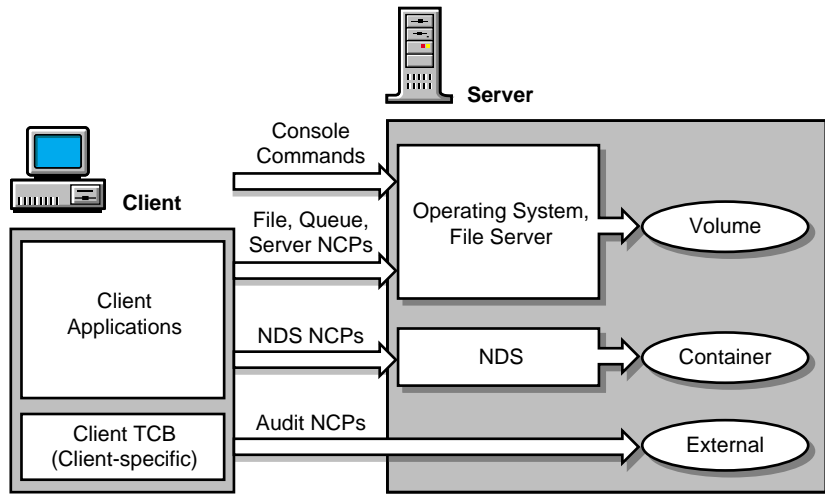 Server
Console
Commands
Client
File, Queue,
Server NCPs
Operating System,
File Server
Volume
Client
Applications
NDS NCPs
NDS
Container
Client TCB
(Client-specific)
Audit NCPs
External